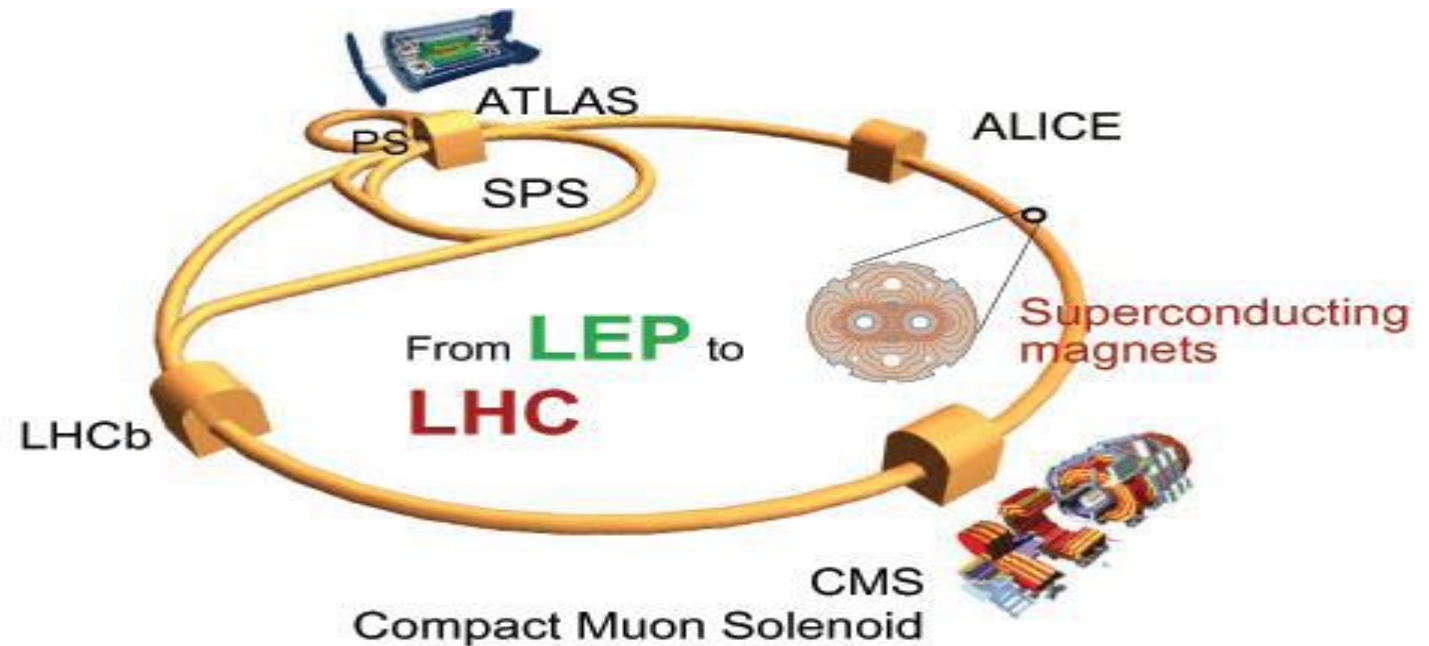 ATLAS
PS
ALICE
SPS
From LEP to
LHC
Superconducting
magnets
LHCb
CMS
Compact Muon Solenoid